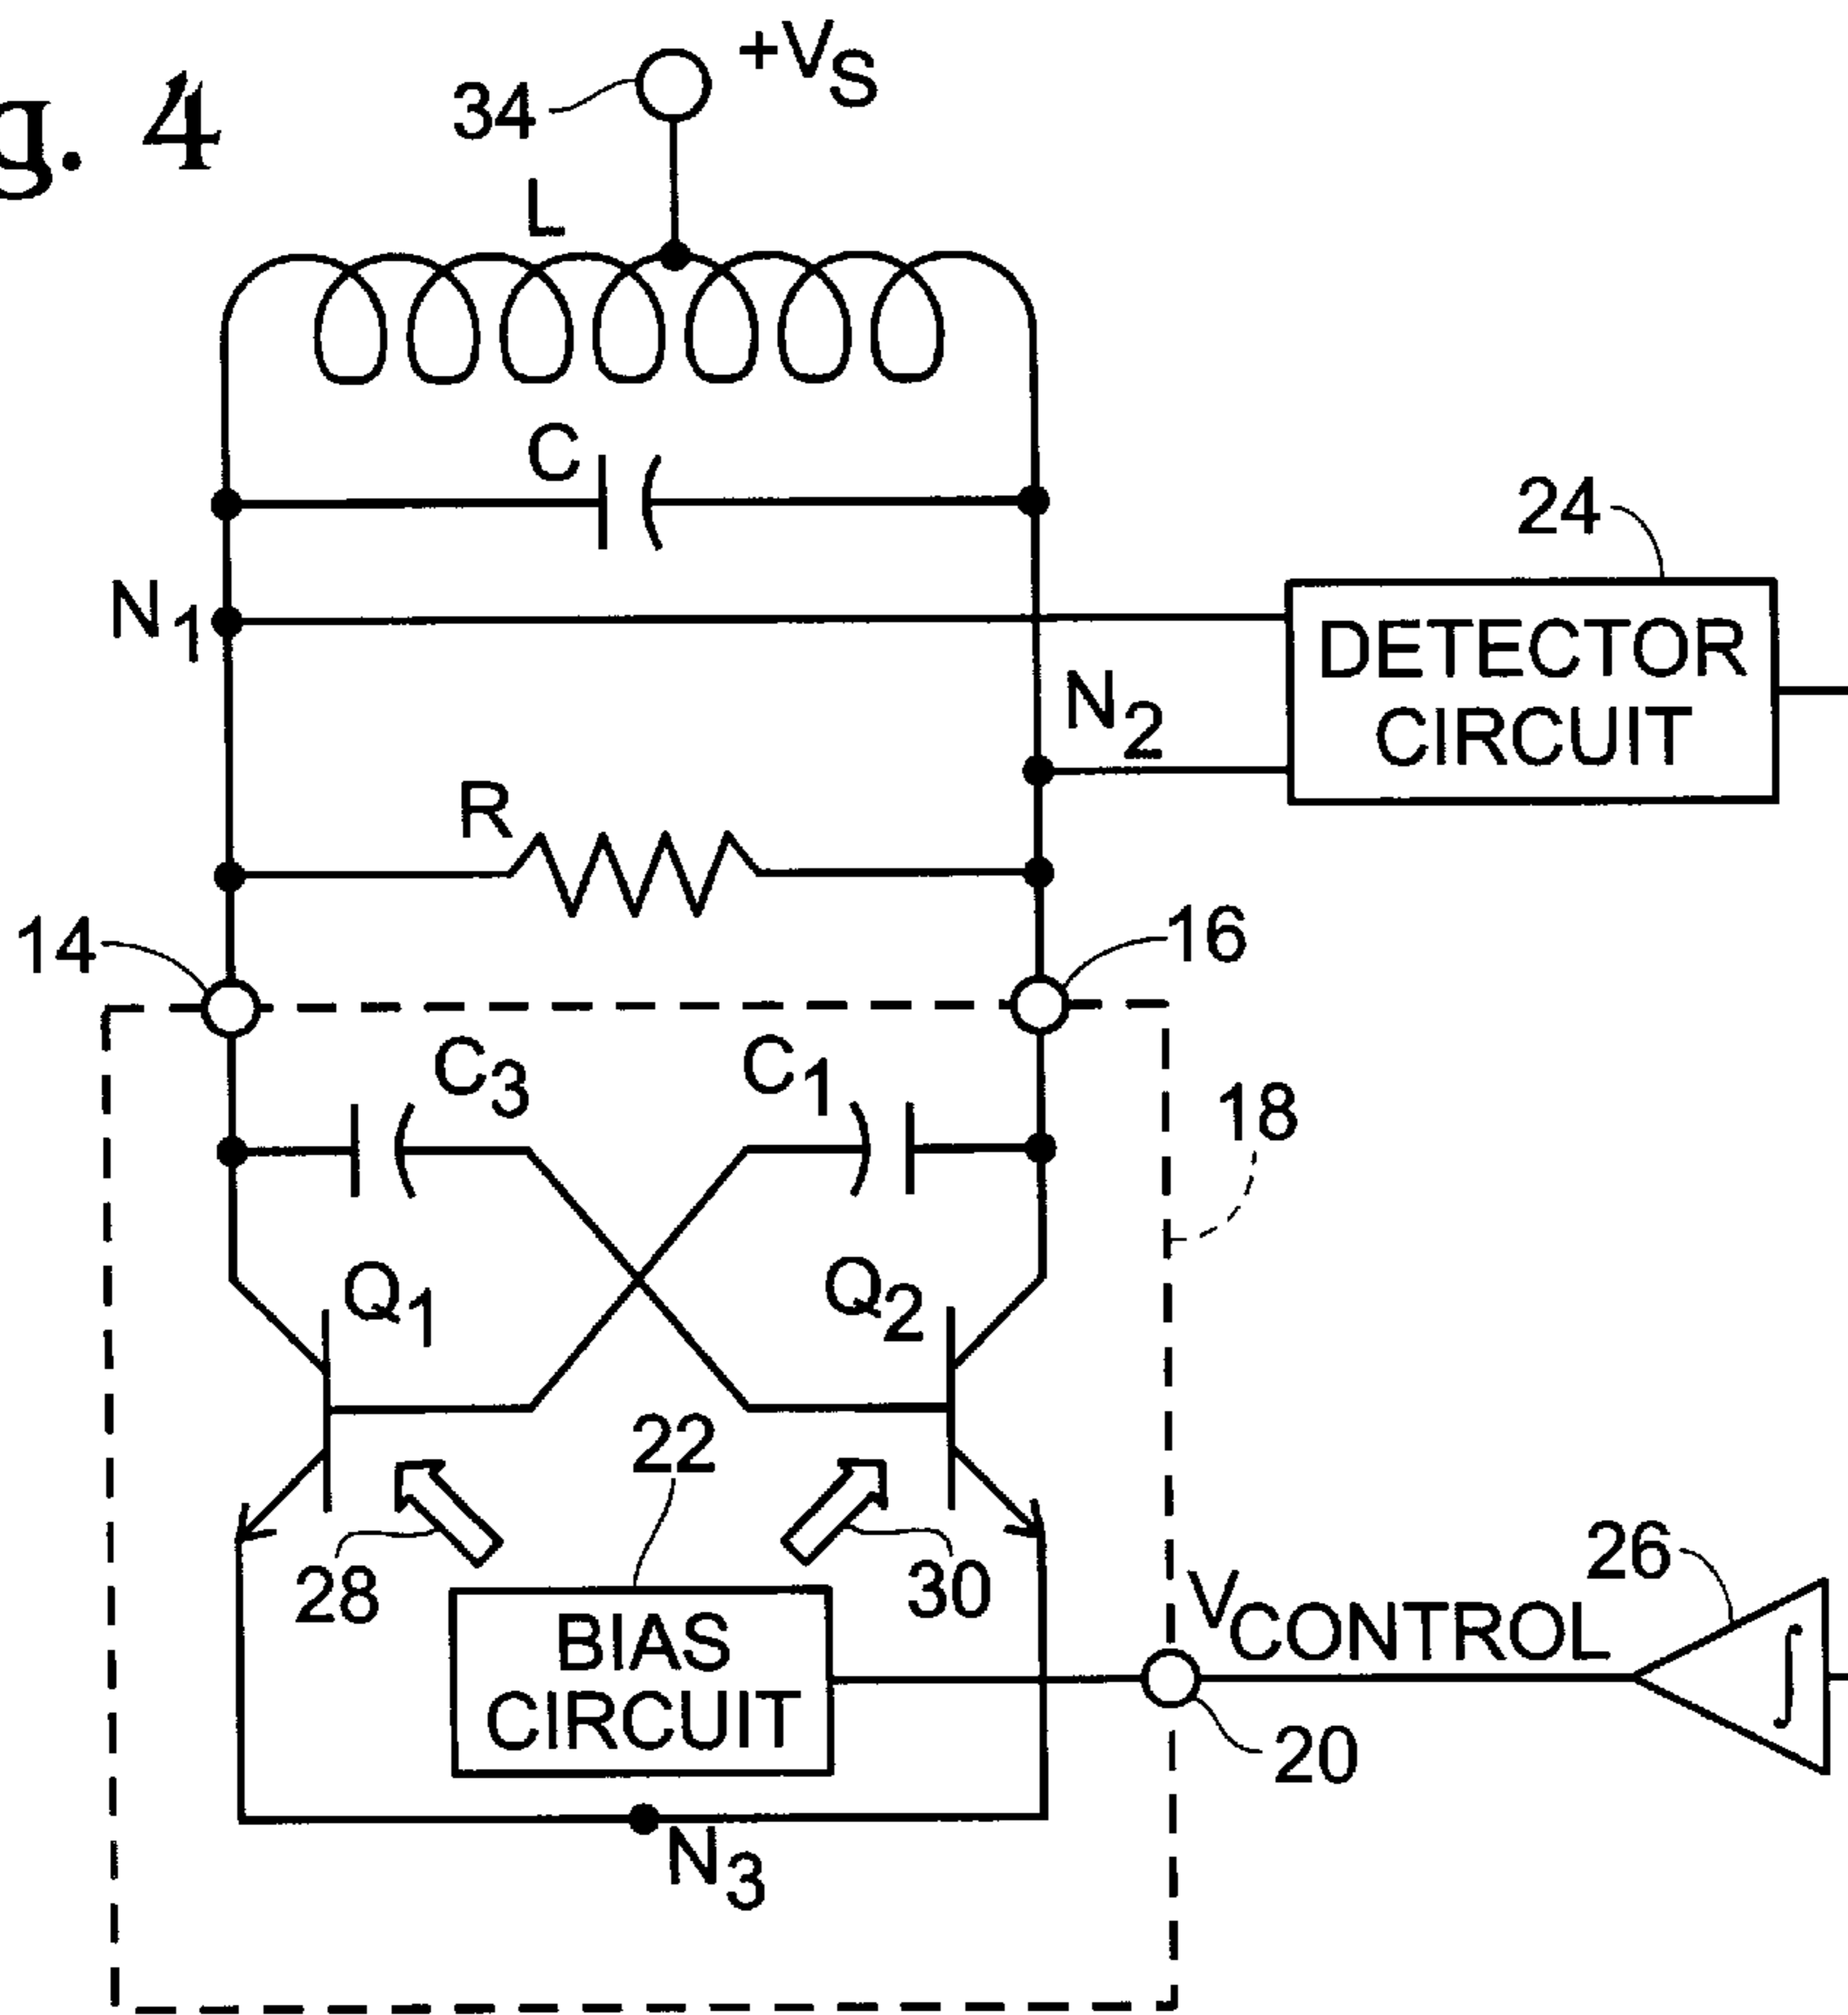 g. 4
34
+VS
L
C
24
N1
DETECTOR
CIRCUIT
N2
R
14
16
C3
C1
18
Q1
Q2
22
28
30
26
BIAS
CIRCUIT
VCONTROL
∫
20
N3